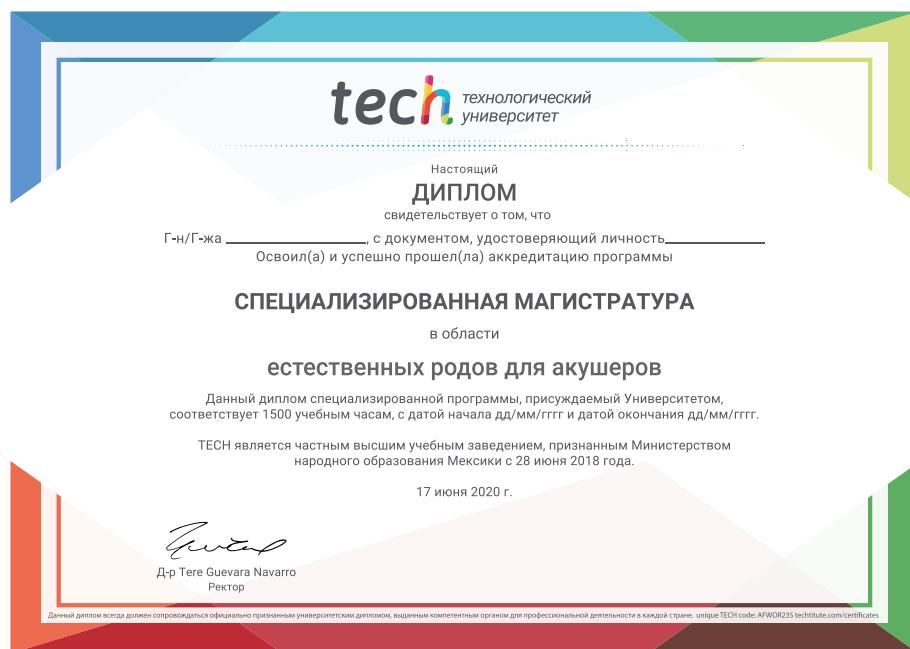 tech технологический
университет
Настоящий
ДИПЛОМ
свидетельствует о том, что
Г-н/Г-жа ____________________, с документом, удостоверяющий личность______________
Освоил(а) и успешно прошел(ла) аккредитацию программы
СПЕЦИАЛИЗИРОВАННАЯ МАГИСТРАТУРА
в области
естественных родов для акушеров
Данный диплом специализированной программы, присуждаемый Университетом,
соответствует 1500 учебным часам, с датой начала дд/мм/гггг и датой окончания дд/мм/гггг.
TECH является частным высшим учебным заведением, признанным Министерством
народного образования Мексики с 28 июня 2018 года.
17 июня 2020 г.
Д-р Tere Guevara Navarro
Ректор
Данный диплом всегда должен сопровождаться официально признанным университетским дипломом, выданным компетентным органом для профессиональной деятельности в каждой стране. unique TECH code: AFWOR23S techtitute.com/certificates